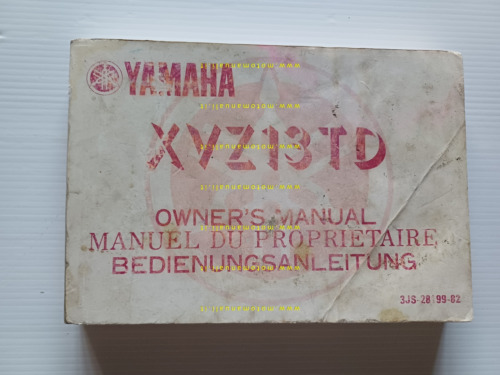 YAMAHA
XVZ13TD
OWNER'S MANUAL
MANUEL DU PROPRIETAIRE
BEDIENUNGSANLEITUNG
3JS-28199-82